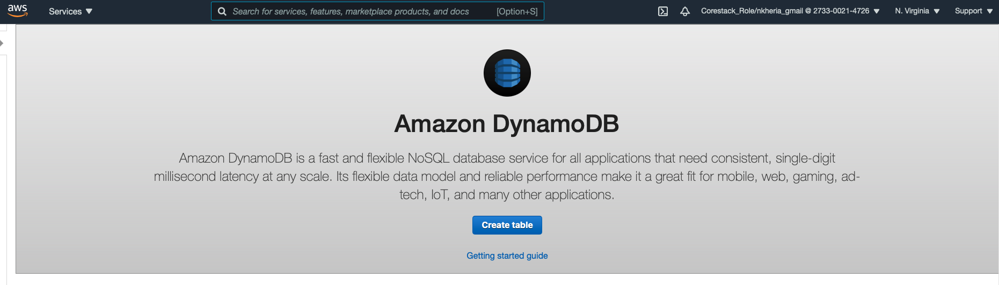 aws Services Search for services, features, marketplace products, and docs [Option+S] Corestack_Role/nkheria_gmail @ 2733-0021-4726 N. Virginia Support
Amazon DynamoDB
Amazon DynamoDB is a fast and flexible NoSQL database service for all applications that need consistent, single-digit
millisecond latency at any scale. Its flexible data model and reliable performance make it a great fit for mobile, web, gaming, ad-
tech, IoT, and many other applications.
Create table
Getting started guide